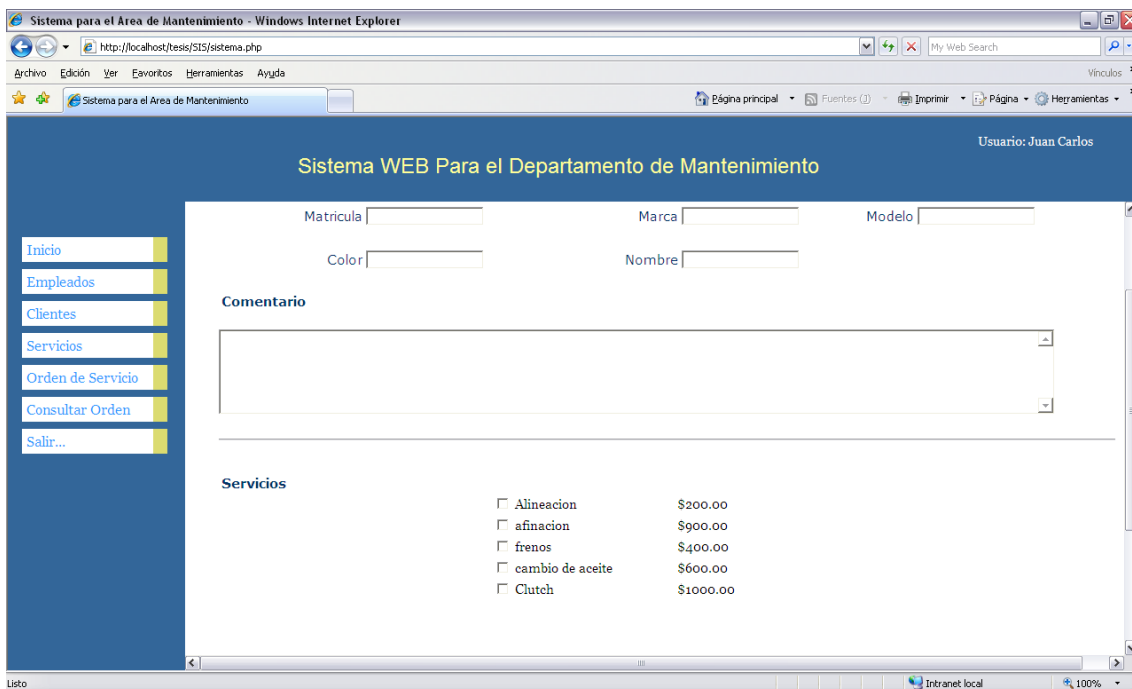 Sistema para el Area de Mantenimiento - Windows Internet Explorer
http://localhost/tesis/SIS/sistema.php
My Web Search
Archivo Edición Ver Favoritos Herramientas Ayuda
Vínculos
Sistema para el Area de Mantenimiento
Página principal Fuentes (J) Imprimir Página Herramientas
Usuario: Juan Carlos
Sistema WEB Para el Departamento de Mantenimiento
Inicio
Empleados
Clientes
Servicios
Orden de Servicio
Consultar Orden
Salir...
Matricula Marca Modelo
Color Nombre
Comentario
Servicios
Alineacion $200.00
afinacion $900.00
frenos $400.00
cambio de aceite $600.00
Clutch $1000.00
Listo
Intranet local
100%